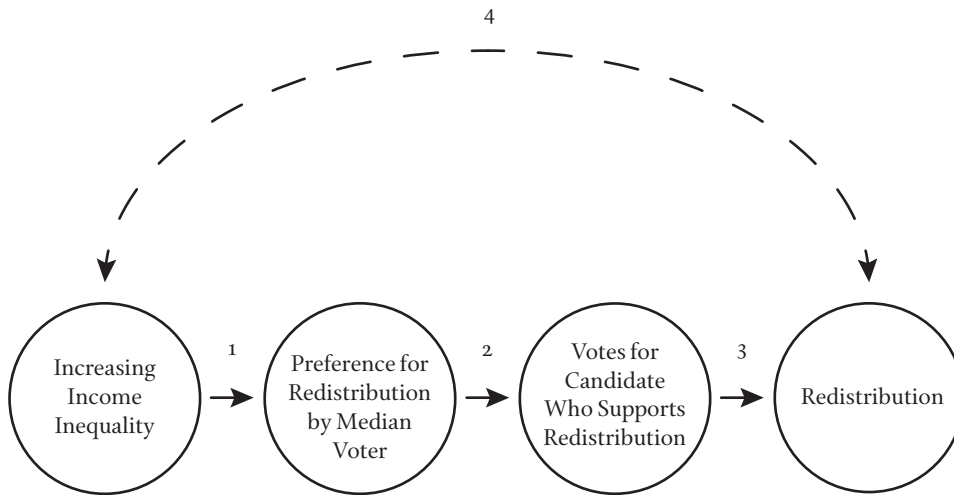 4
Increasing
Income
Inequality
1
Preference for
Redistribution
by Median
Voter
2
Votes for
Candidate
Who Supports
Redistribution
3
Redistribution